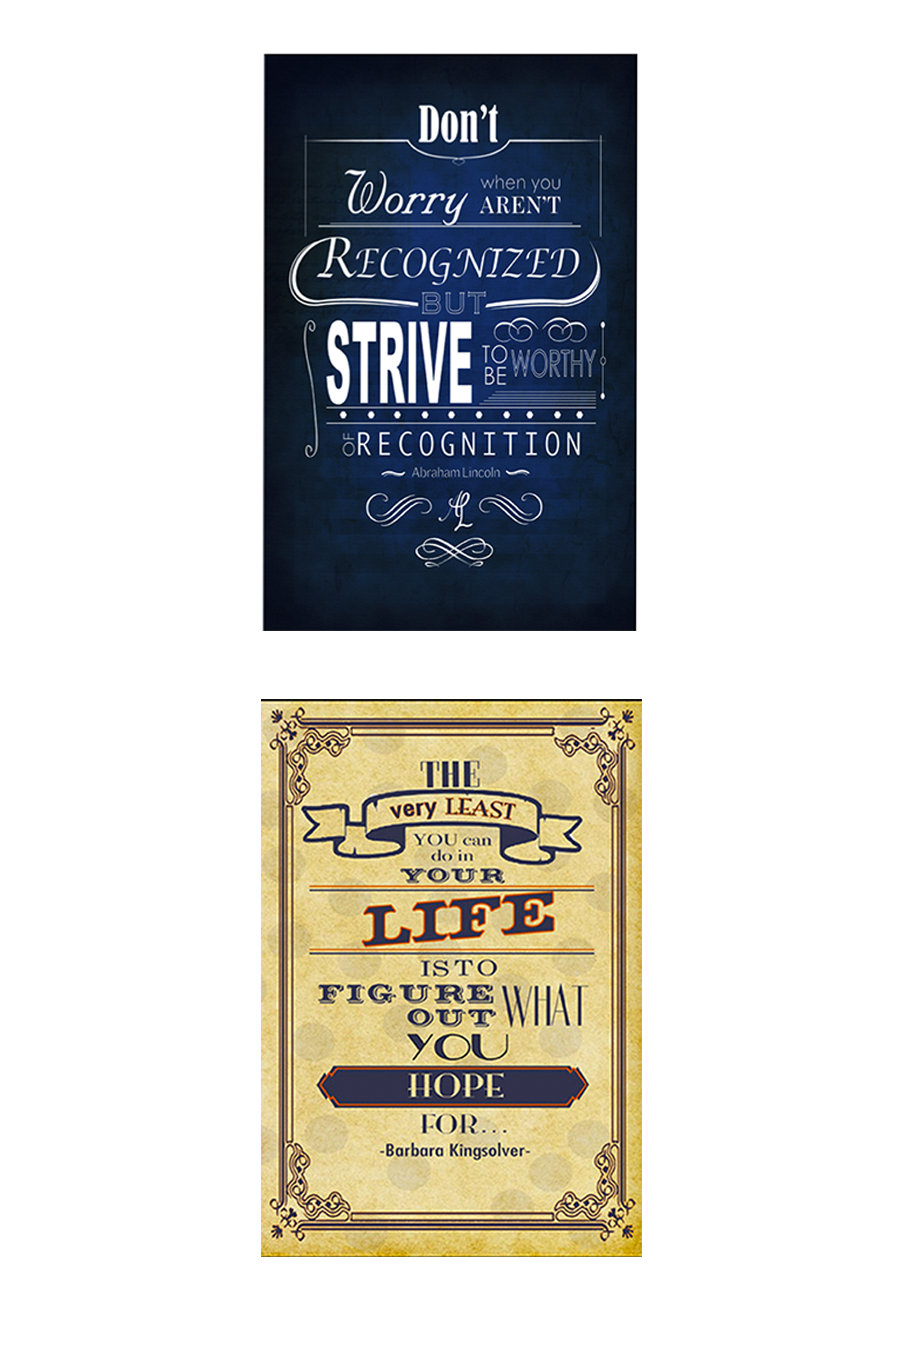 Don't
Worry when you AREN'T
RECOGNIZED
BUT
STRIVE TO BE WORTHY
OF RECOGNITION
Abraham Lincoln
AL
THE
very LEAST
YOU can
do in
YOUR
LIFE
IS TO
FIGURE
OUT WHAT
YOU
HOPE
FOR...
-Barbara Kingsolver-